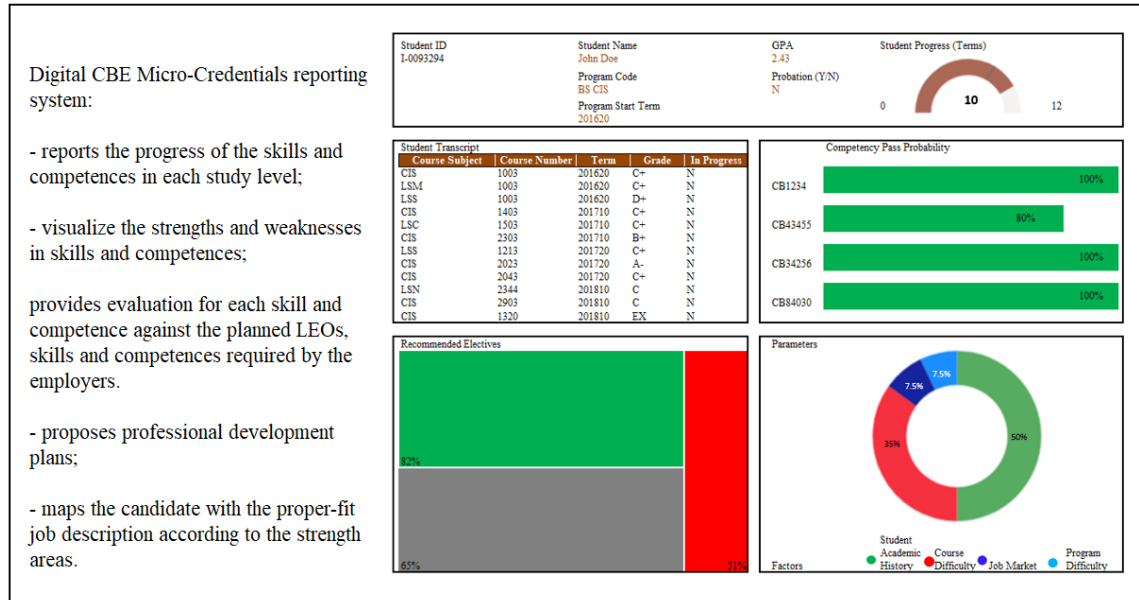 Digital CBE Micro-Credentials reporting
system:
- reports the progress of the skills and
competences in each study level;
- visualize the strengths and weaknesses
in skills and competences;
provides evaluation for each skill and
competence against the planned LEOs,
skills and competences required by the
employers.
- proposes professional development
plans;
- maps the candidate with the proper-fit
job description according to the strength
areas.
Student ID Student Name GPA Student Progress (Terms)
I-0093294 John Doe 2.43
Program Code Probation (Y/N)
BS CIS N
Program Start Term
201620
0 10 12
Student Transcript
Course Subject Course Number Term Grade In Progress
CIS 1003 201620 C+ N
LSM 1003 201620 C+ N
LSS 1003 201620 D+ N
CIS 1403 201710 C+ N
LSC 1503 201710 C+ N
CIS 2303 201710 B+ N
LSS 1213 201720 C+ N
CIS 2023 201720 A- N
CIS 2043 201720 C+ N
LSN 2344 201810 C N
CIS 2903 201810 C N
CIS 1320 201810 EX N
Competency Pass Probability
CB1234 100%
CB43455 80%
CB34256 100%
CB84030 100%
Recommended Electives
82%
65%
51%
Parameters
7.5%
7.5%
35%
50%
Factors
Student
Academic
History
Course
Difficulty
Job Market
Program
Difficulty